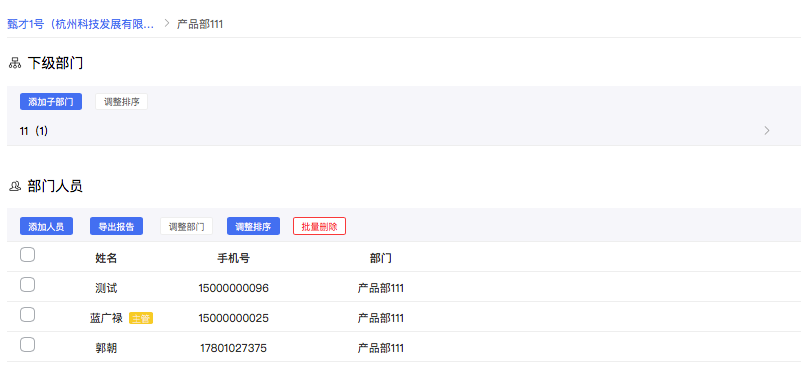 甄才1号（杭州科技发展有限... > 产品部111
下级部门
添加子部门 调整排序
11（1）
部门人员
添加人员 导出报告 调整部门 调整排序 批量删除
姓名 手机号 部门
测试 15000000096 产品部111
蓝广禄 主管 15000000025 产品部111
郭朝 17801027375 产品部111